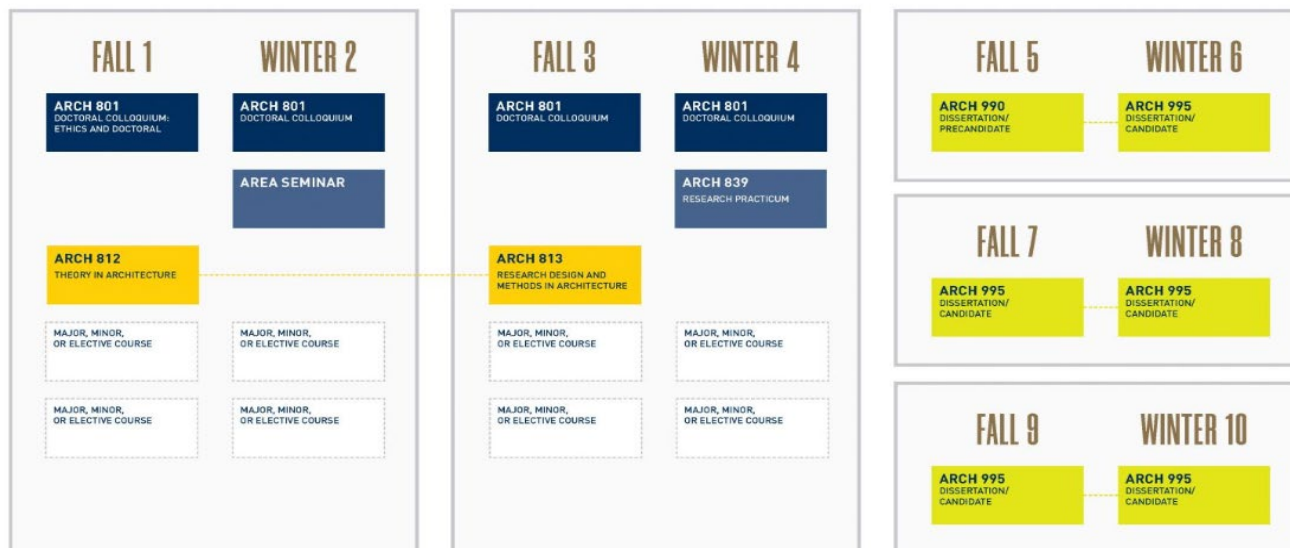 FALL 1
WINTER 2
ARCH 801
DOCTORAL COLLOQUIUM:
ETHICS AND DOCTORAL
ARCH 801
DOCTORAL COLLOQUIUM
AREA SEMINAR
ARCH 812
THEORY IN ARCHITECTURE
MAJOR, MINOR,
OR ELECTIVE COURSE
MAJOR, MINOR,
OR ELECTIVE COURSE
MAJOR, MINOR,
OR ELECTIVE COURSE
MAJOR, MINOR,
OR ELECTIVE COURSE
FALL 3
WINTER 4
ARCH 801
DOCTORAL COLLOQUIUM
ARCH 801
DOCTORAL COLLOQUIUM
ARCH 839
RESEARCH PRACTICUM
ARCH 813
RESEARCH DESIGN AND
METHODS IN ARCHITECTURE
MAJOR, MINOR,
OR ELECTIVE COURSE
MAJOR, MINOR,
OR ELECTIVE COURSE
MAJOR, MINOR,
OR ELECTIVE COURSE
MAJOR, MINOR,
OR ELECTIVE COURSE
FALL 5
WINTER 6
ARCH 990
DISSERTATION/
PRECANDIDATE
ARCH 995
DISSERTATION/
CANDIDATE
FALL 7
WINTER 8
ARCH 995
DISSERTATION/
CANDIDATE
ARCH 995
DISSERTATION/
CANDIDATE
FALL 9
WINTER 10
ARCH 995
DISSERTATION/
CANDIDATE
ARCH 995
DISSERTATION/
CANDIDATE